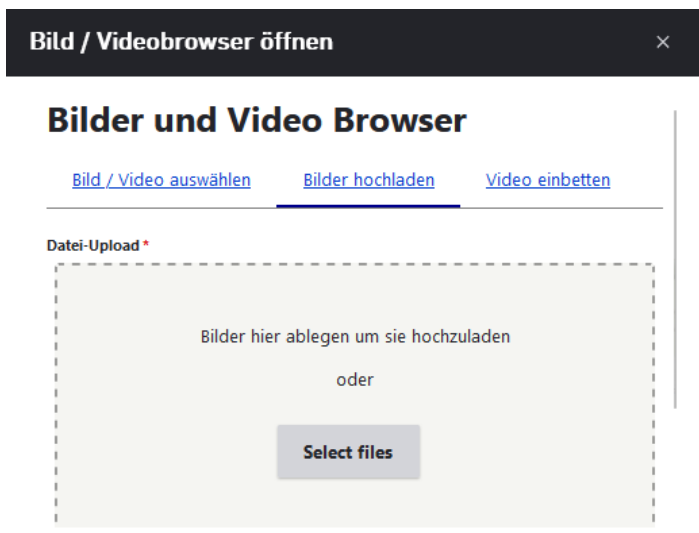 Bild / Videobrowser öffnen ×
Bilder und Video Browser
Bild / Video auswählen Bilder hochladen Video einbetten
Datei-Upload *
Bilder hier ablegen um sie hochzuladen
oder
Select files